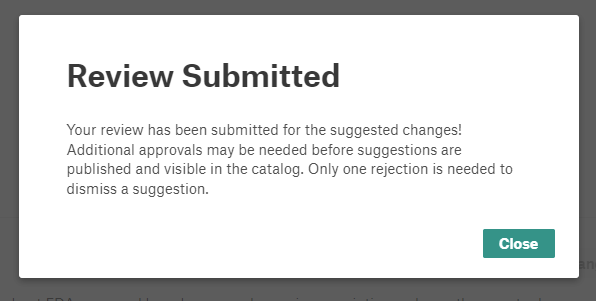 Review Submitted
Your review has been submitted for the suggested changes!
Additional approvals may be needed before suggestions are
published and visible in the catalog. Only one rejection is needed to
dismiss a suggestion.
Close